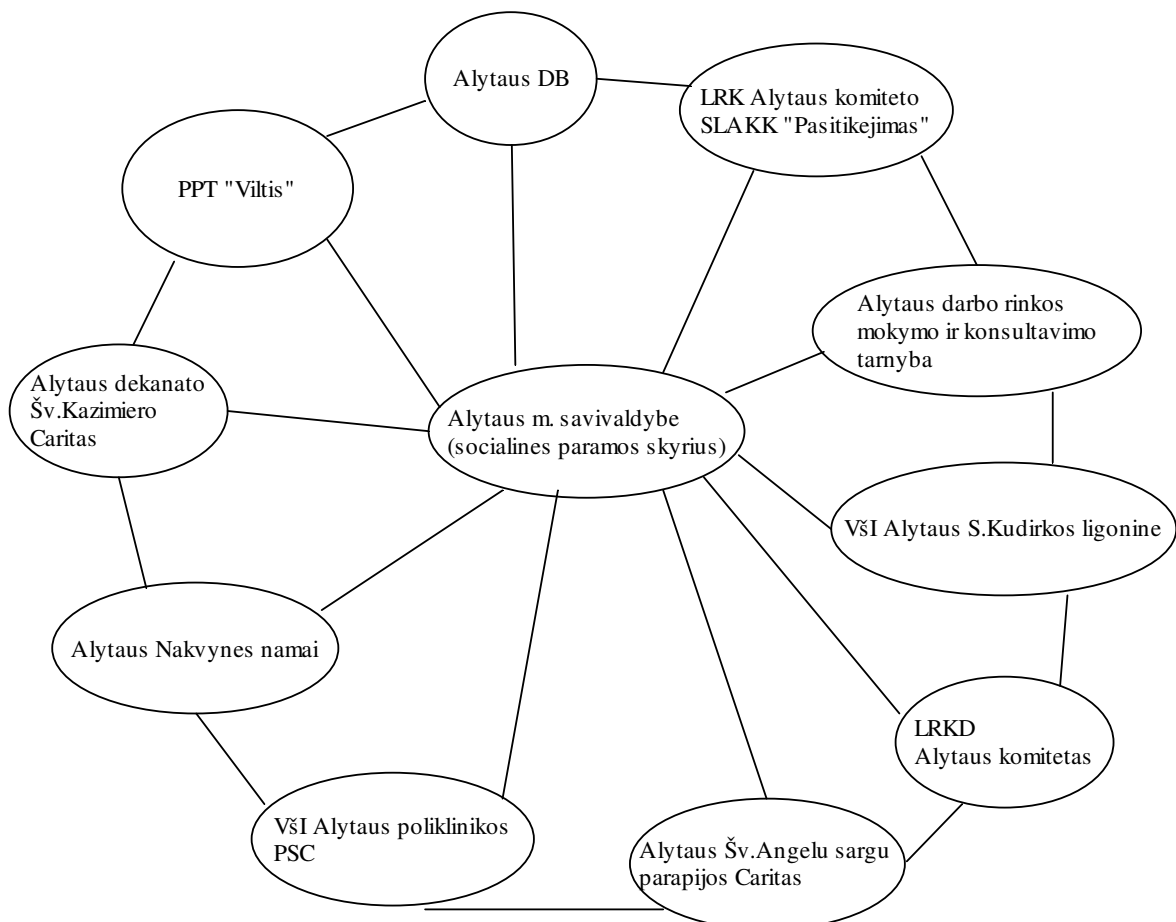 Alytaus DB
LRK Alytaus komiteto
SLAKK "Pasitikejimas"
PPT "Viltis"
Alytaus darbo rinkos
mokymo ir konsultavimo
tarnyba
Alytaus dekanato
Šv.Kazimiero
Caritas
Alytaus m. savivaldybe
(socialines paramos skyrius)
VšI Alytaus S.Kudirkos ligonine
Alytaus Nakvynes namai
LRKD
Alytaus komitetas
VšI Alytaus poliklinikos
PSC
Alytaus Šv.Angelu sargu
parapijos Caritas